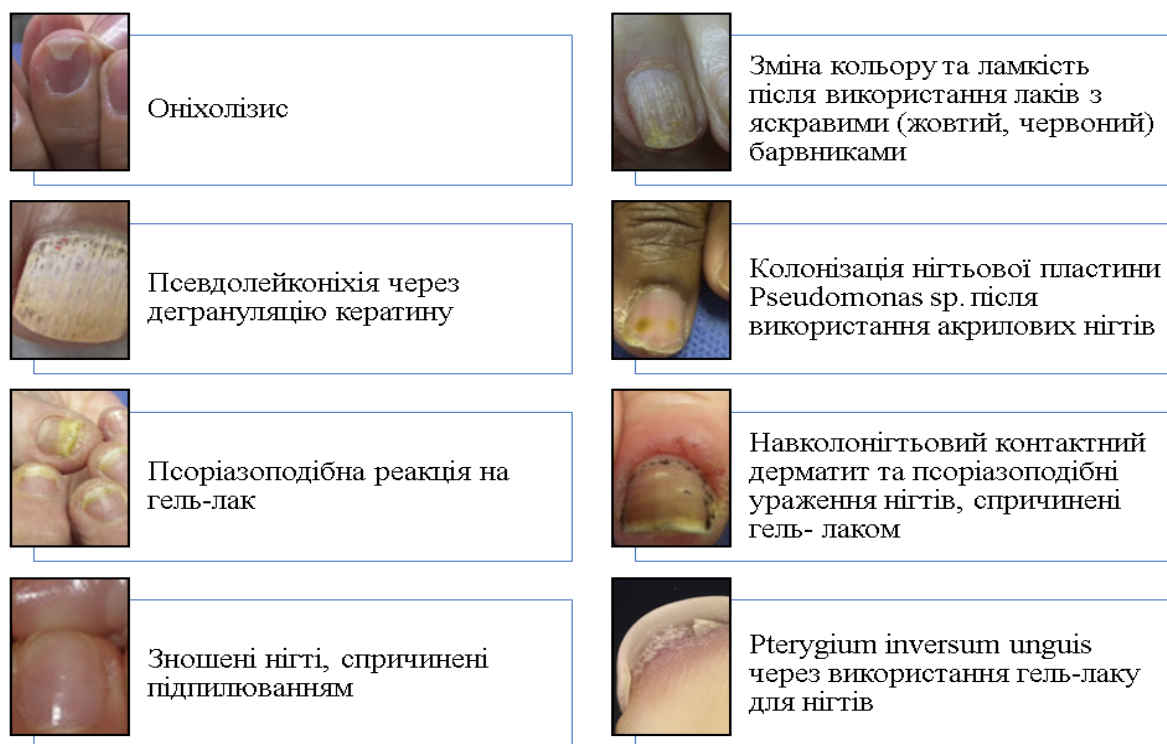 Оніхолізис
Зміна кольору та ламкість
після використання лаків з
яскравими (жовтий, червоний)
барвниками
Псевдолейконіхія через
дегрануляцію кератину
Колонізація нігтьової пластини
Pseudomonas sp. після
використання акрилових нігтів
Псоріазоподібна реакція на
гель-лак
Навколонігтьовий контактний
дерматит та псоріазоподібні
ураження нігтів, спричинені
гель- лаком
Зношені нігті, спричинені
підпилюванням
Pterygium inversum unguis
через використання гель-лаку
для нігтів